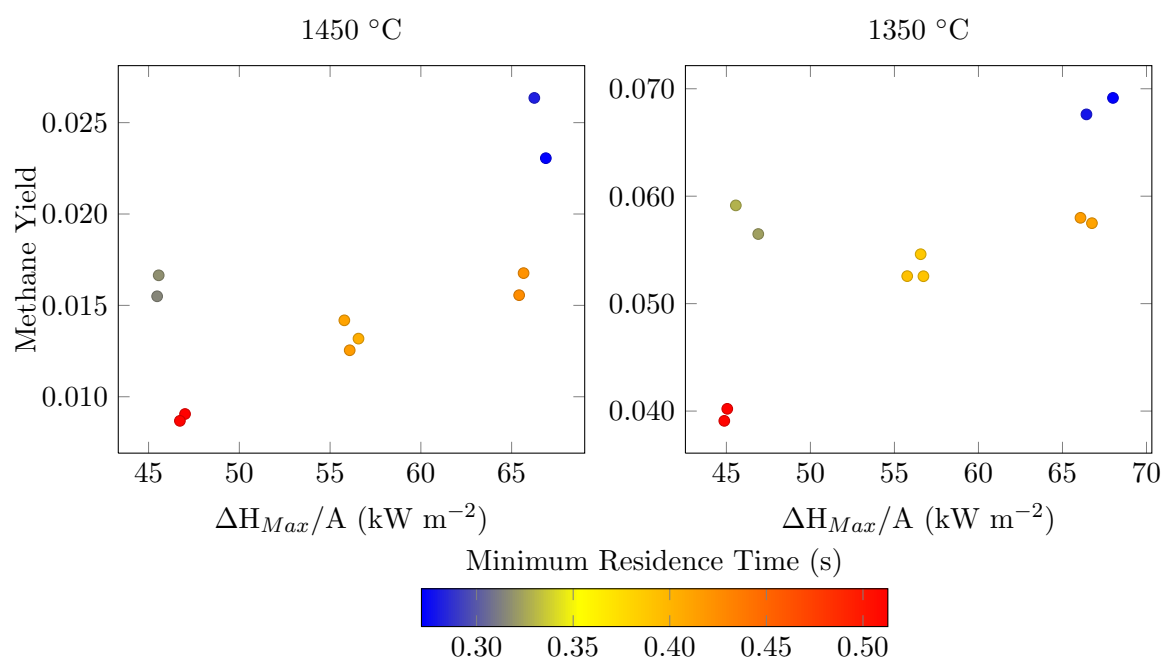 1450 °C
1350 °C
Methane Yield
0.025
0.020
0.015
0.010
45 50 55 60 65
ΔH_Max/A (kW m⁻²)
0.070
0.060
0.050
0.040
45 50 55 60 65 70
ΔH_Max/A (kW m⁻²)
Minimum Residence Time (s)
0.30 0.35 0.40 0.45 0.50